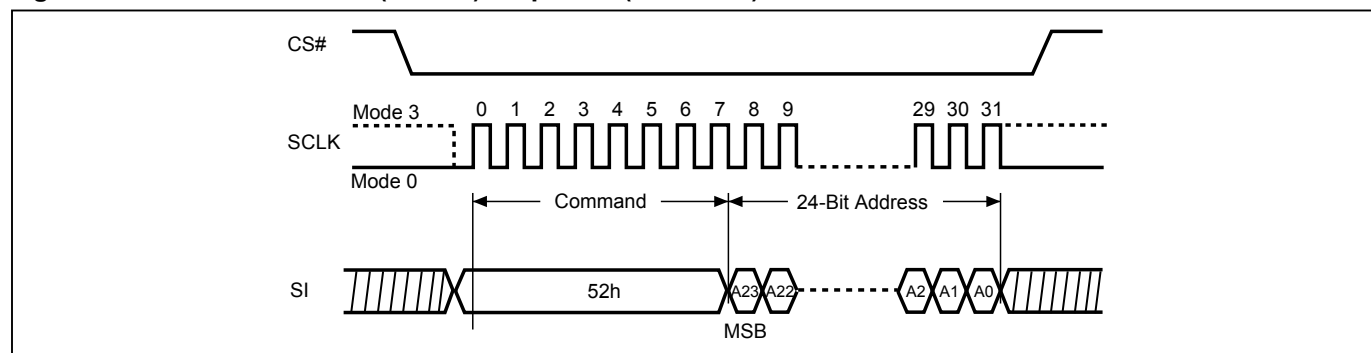 CS#
Mode 3
0 1 2 3 4 5 6 7 8 9 29 30 31
SCLK
Mode 0
Command 24-Bit Address
SI 52h A23 A22 A2 A1 A0
MSB